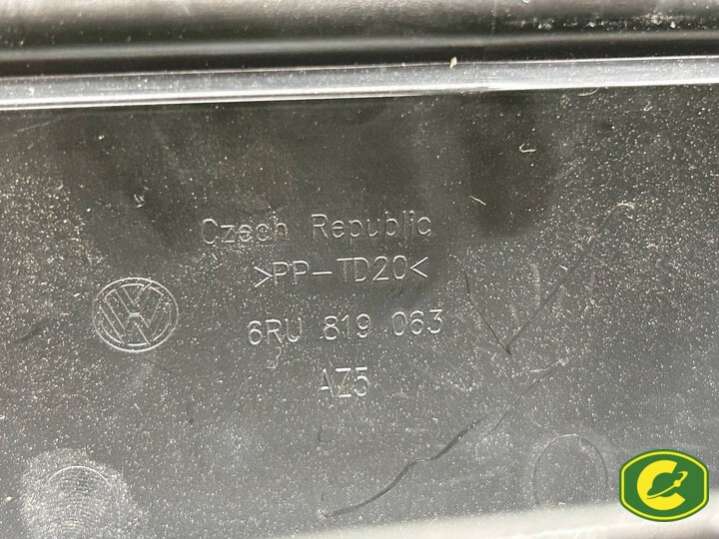 Czech Republic
>PP-TD20<
6RU 819 063
AZ5